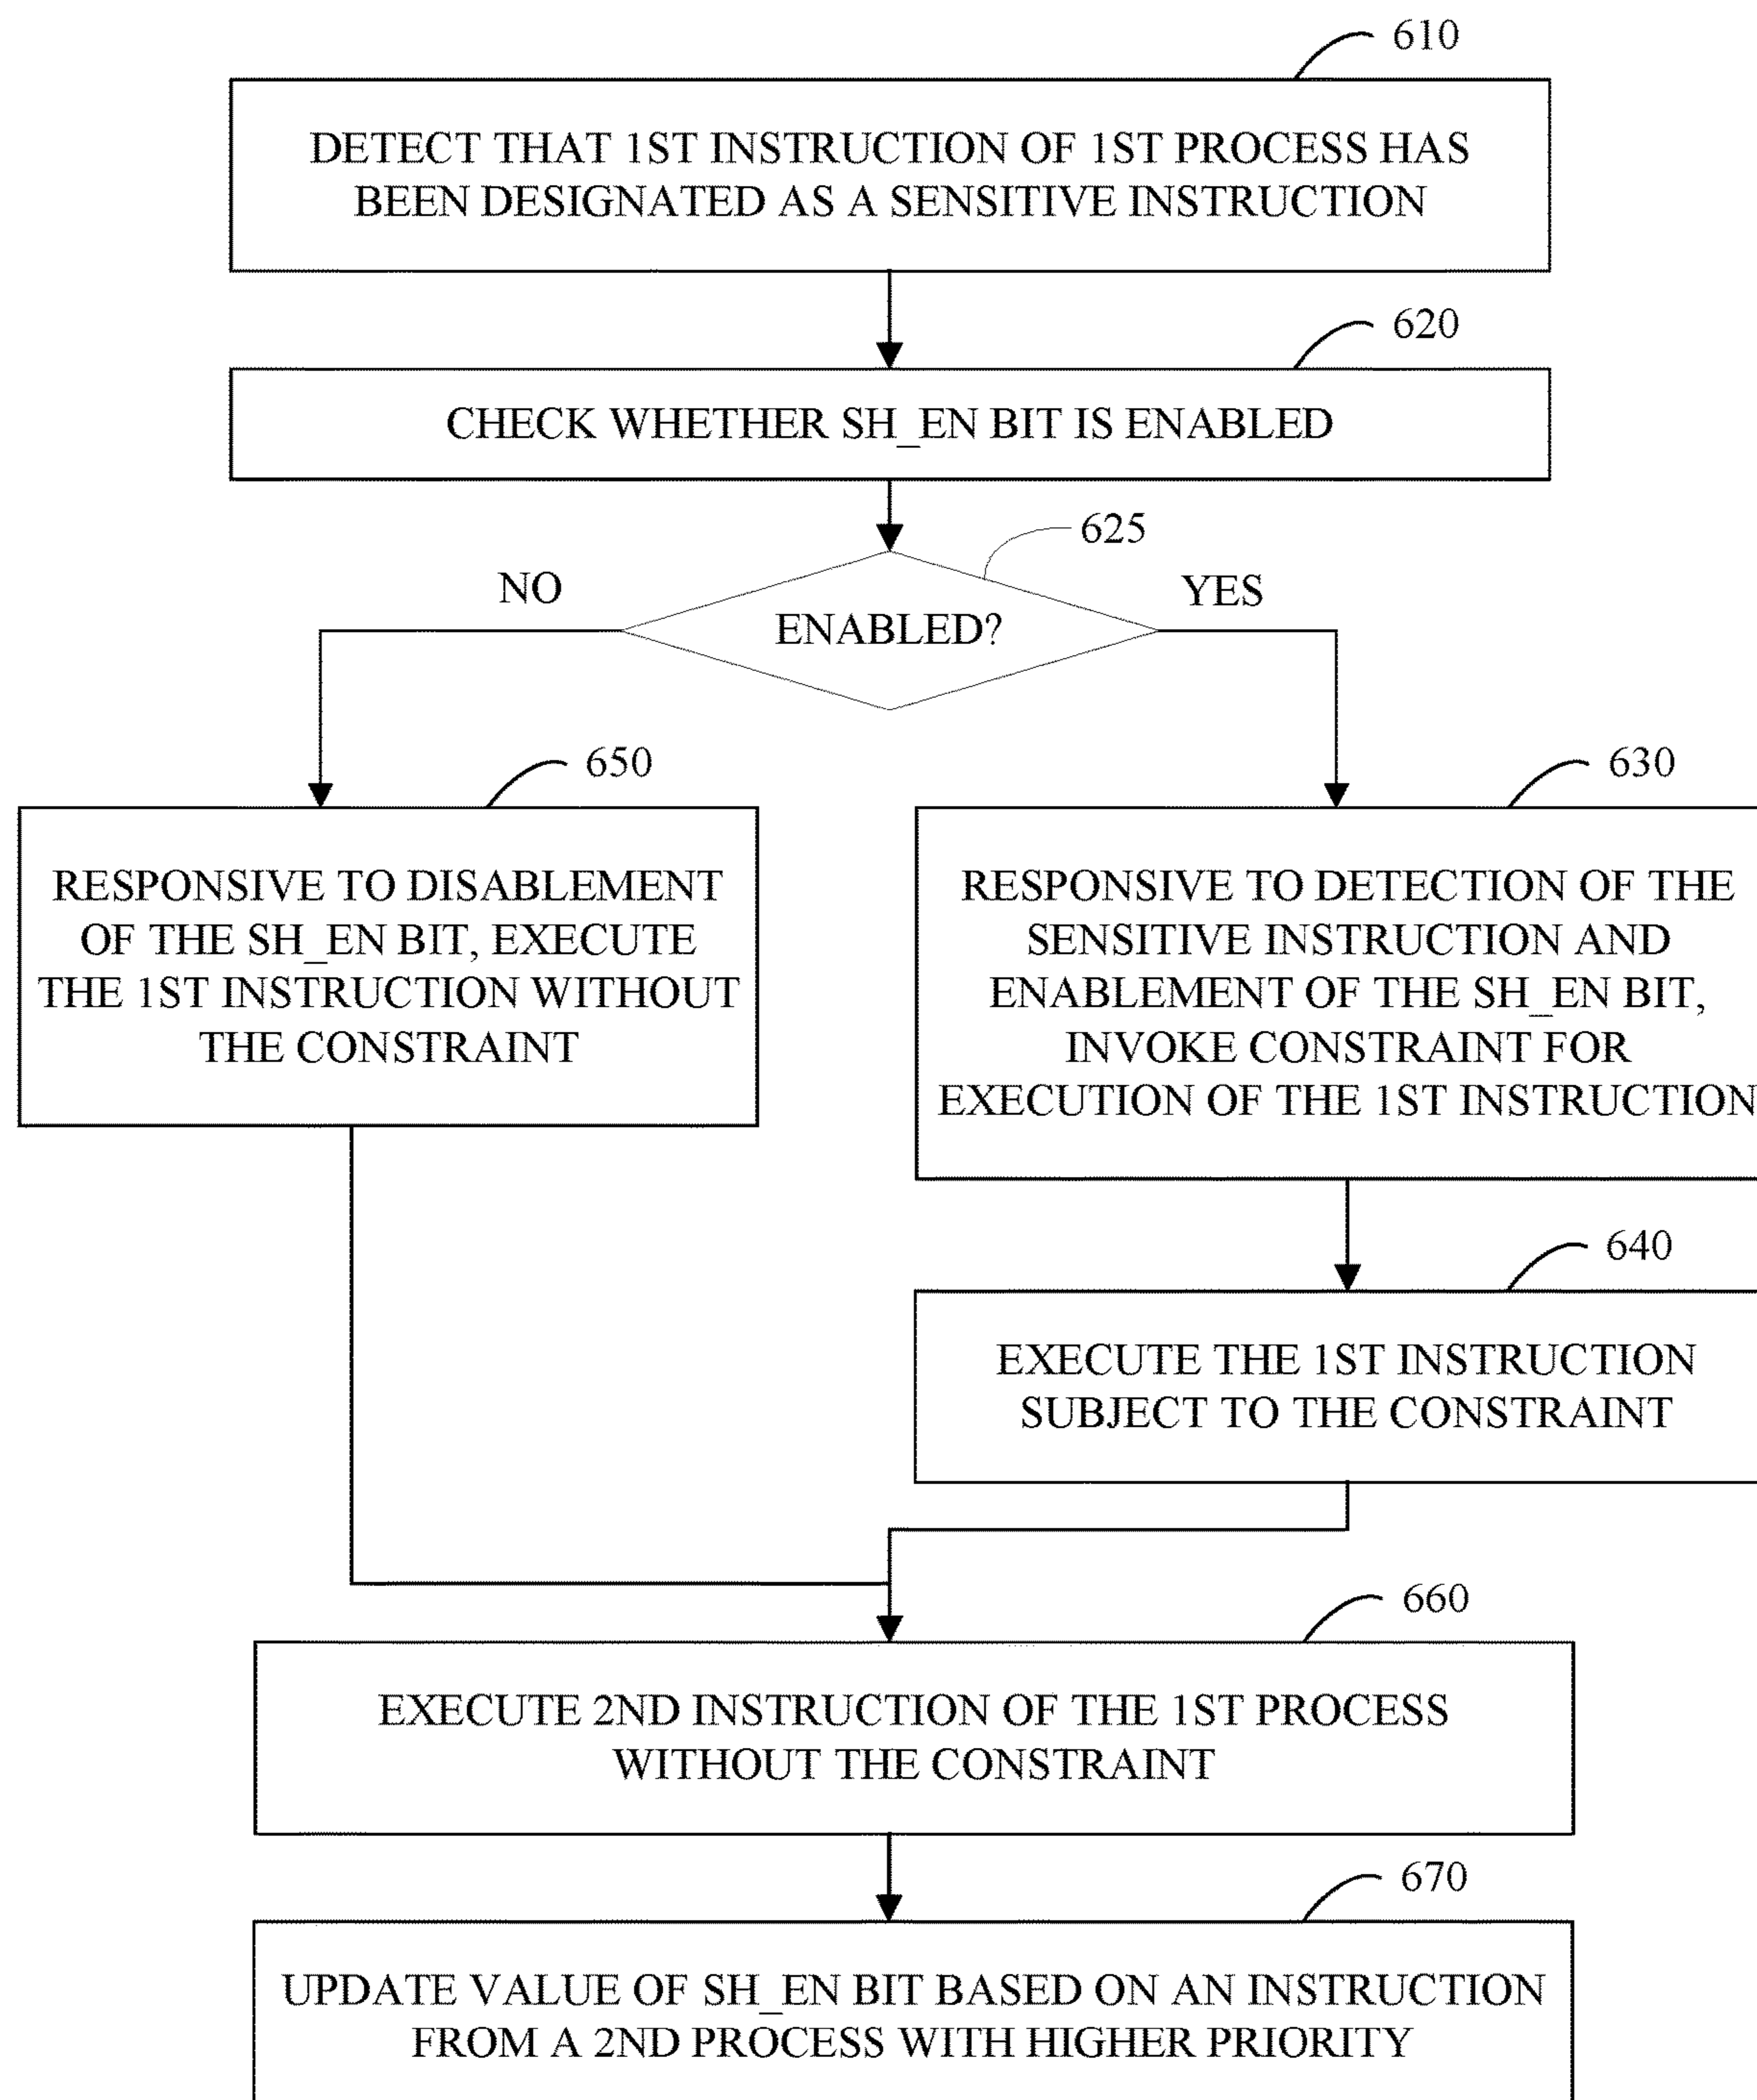 610
DETECT THAT 1ST INSTRUCTION OF 1ST PROCESS HAS
BEEN DESIGNATED AS A SENSITIVE INSTRUCTION
620
CHECK WHETHER SH_EN BIT IS ENABLED
625
NO
YES
ENABLED?
650
RESPONSIVE TO DISABLEMENT
OF THE SH_EN BIT, EXECUTE
THE 1ST INSTRUCTION WITHOUT
THE CONSTRAINT
630
RESPONSIVE TO DETECTION OF THE
SENSITIVE INSTRUCTION AND
ENABLEMENT OF THE SH_EN BIT,
INVOKE CONSTRAINT FOR
EXECUTION OF THE 1ST INSTRUCTION
640
EXECUTE THE 1ST INSTRUCTION
SUBJECT TO THE CONSTRAINT
660
EXECUTE 2ND INSTRUCTION OF THE 1ST PROCESS
WITHOUT THE CONSTRAINT
670
UPDATE VALUE OF SH_EN BIT BASED ON AN INSTRUCTION
FROM A 2ND PROCESS WITH HIGHER PRIORITY